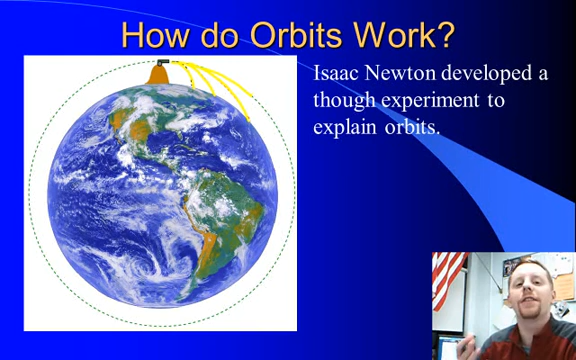 How do Orbits Work?
Isaac Newton developed a
though experiment to
explain orbits.